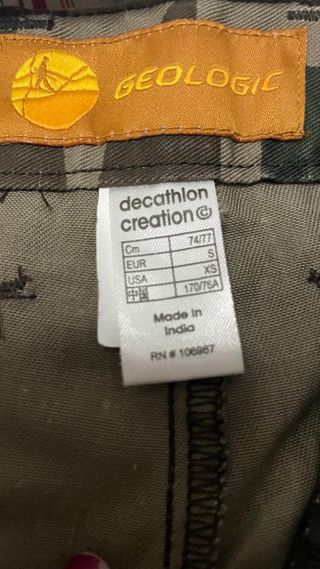 GEOLOGIC
decathlon
creation ©
Cm 74/77
EUR S
USA XS
中国 170/76A
Made in
India
RN # 106987